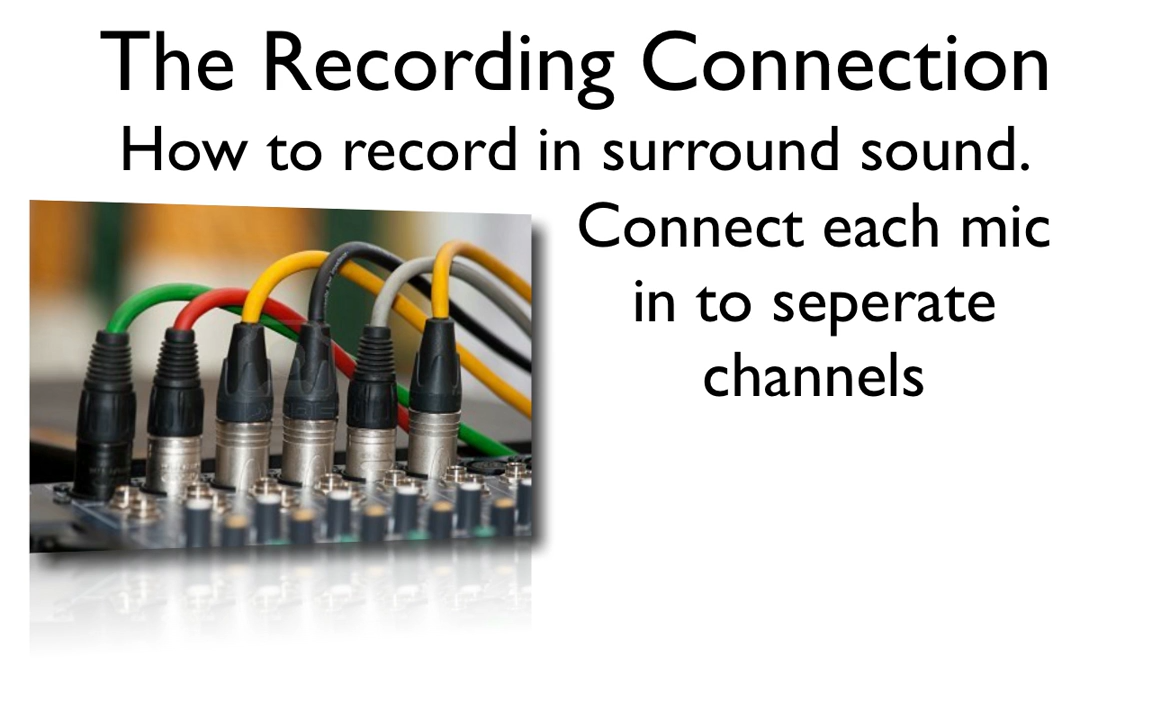 The Recording Connection
How to record in surround sound.
Connect each mic
in to seperate
channels